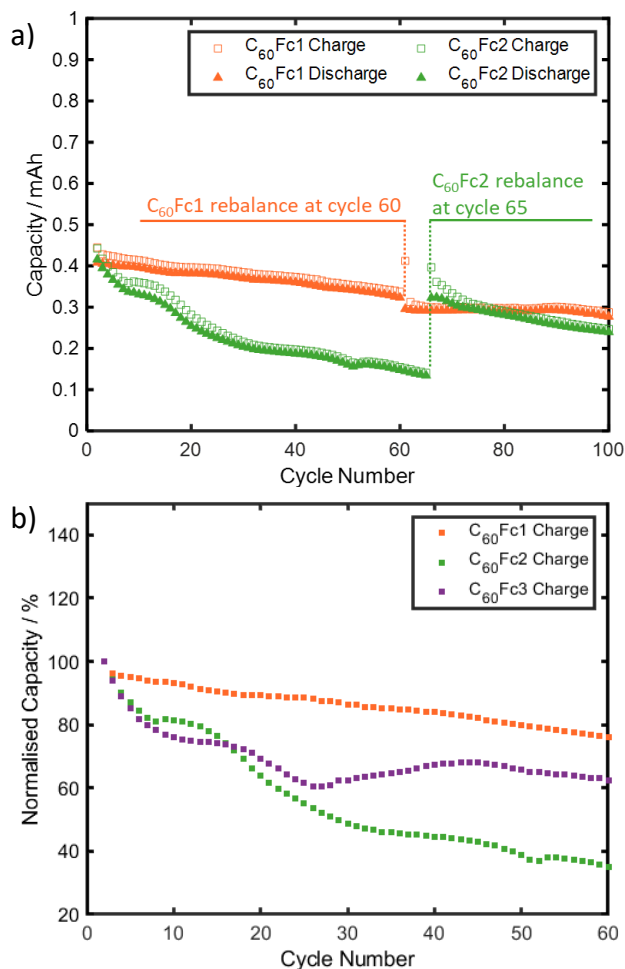 a)
1
0.9
0.8
0.7
0.6
0.5
0.4
0.3
0.2
0.1
0
Capacity / mAh
C60Fc1 Charge
C60Fc1 Discharge
C60Fc2 Charge
C60Fc2 Discharge
C60Fc1 rebalance at cycle 60
C60Fc2 rebalance
at cycle 65
0 20 40 60 80 100
Cycle Number
b)
140
120
100
80
60
40
20
Normalised Capacity / %
C60Fc1 Charge
C60Fc2 Charge
C60Fc3 Charge
0 10 20 30 40 50 60
Cycle Number